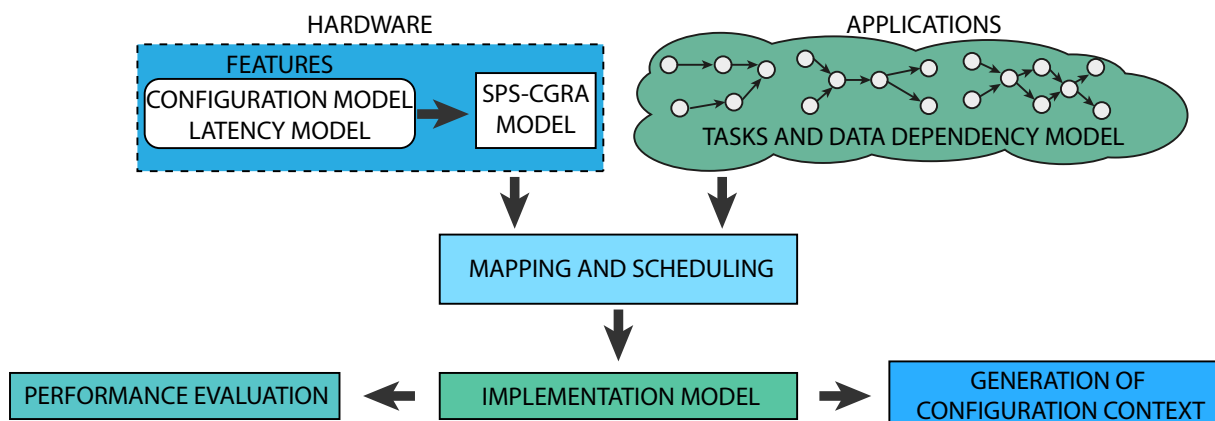 HARDWARE
APPLICATIONS
FEATURES
CONFIGURATION MODEL
LATENCY MODEL
SPS-CGRA
MODEL
TASKS AND DATA DEPENDENCY MODEL
MAPPING AND SCHEDULING
PERFORMANCE EVALUATION
IMPLEMENTATION MODEL
GENERATION OF
CONFIGURATION CONTEXT